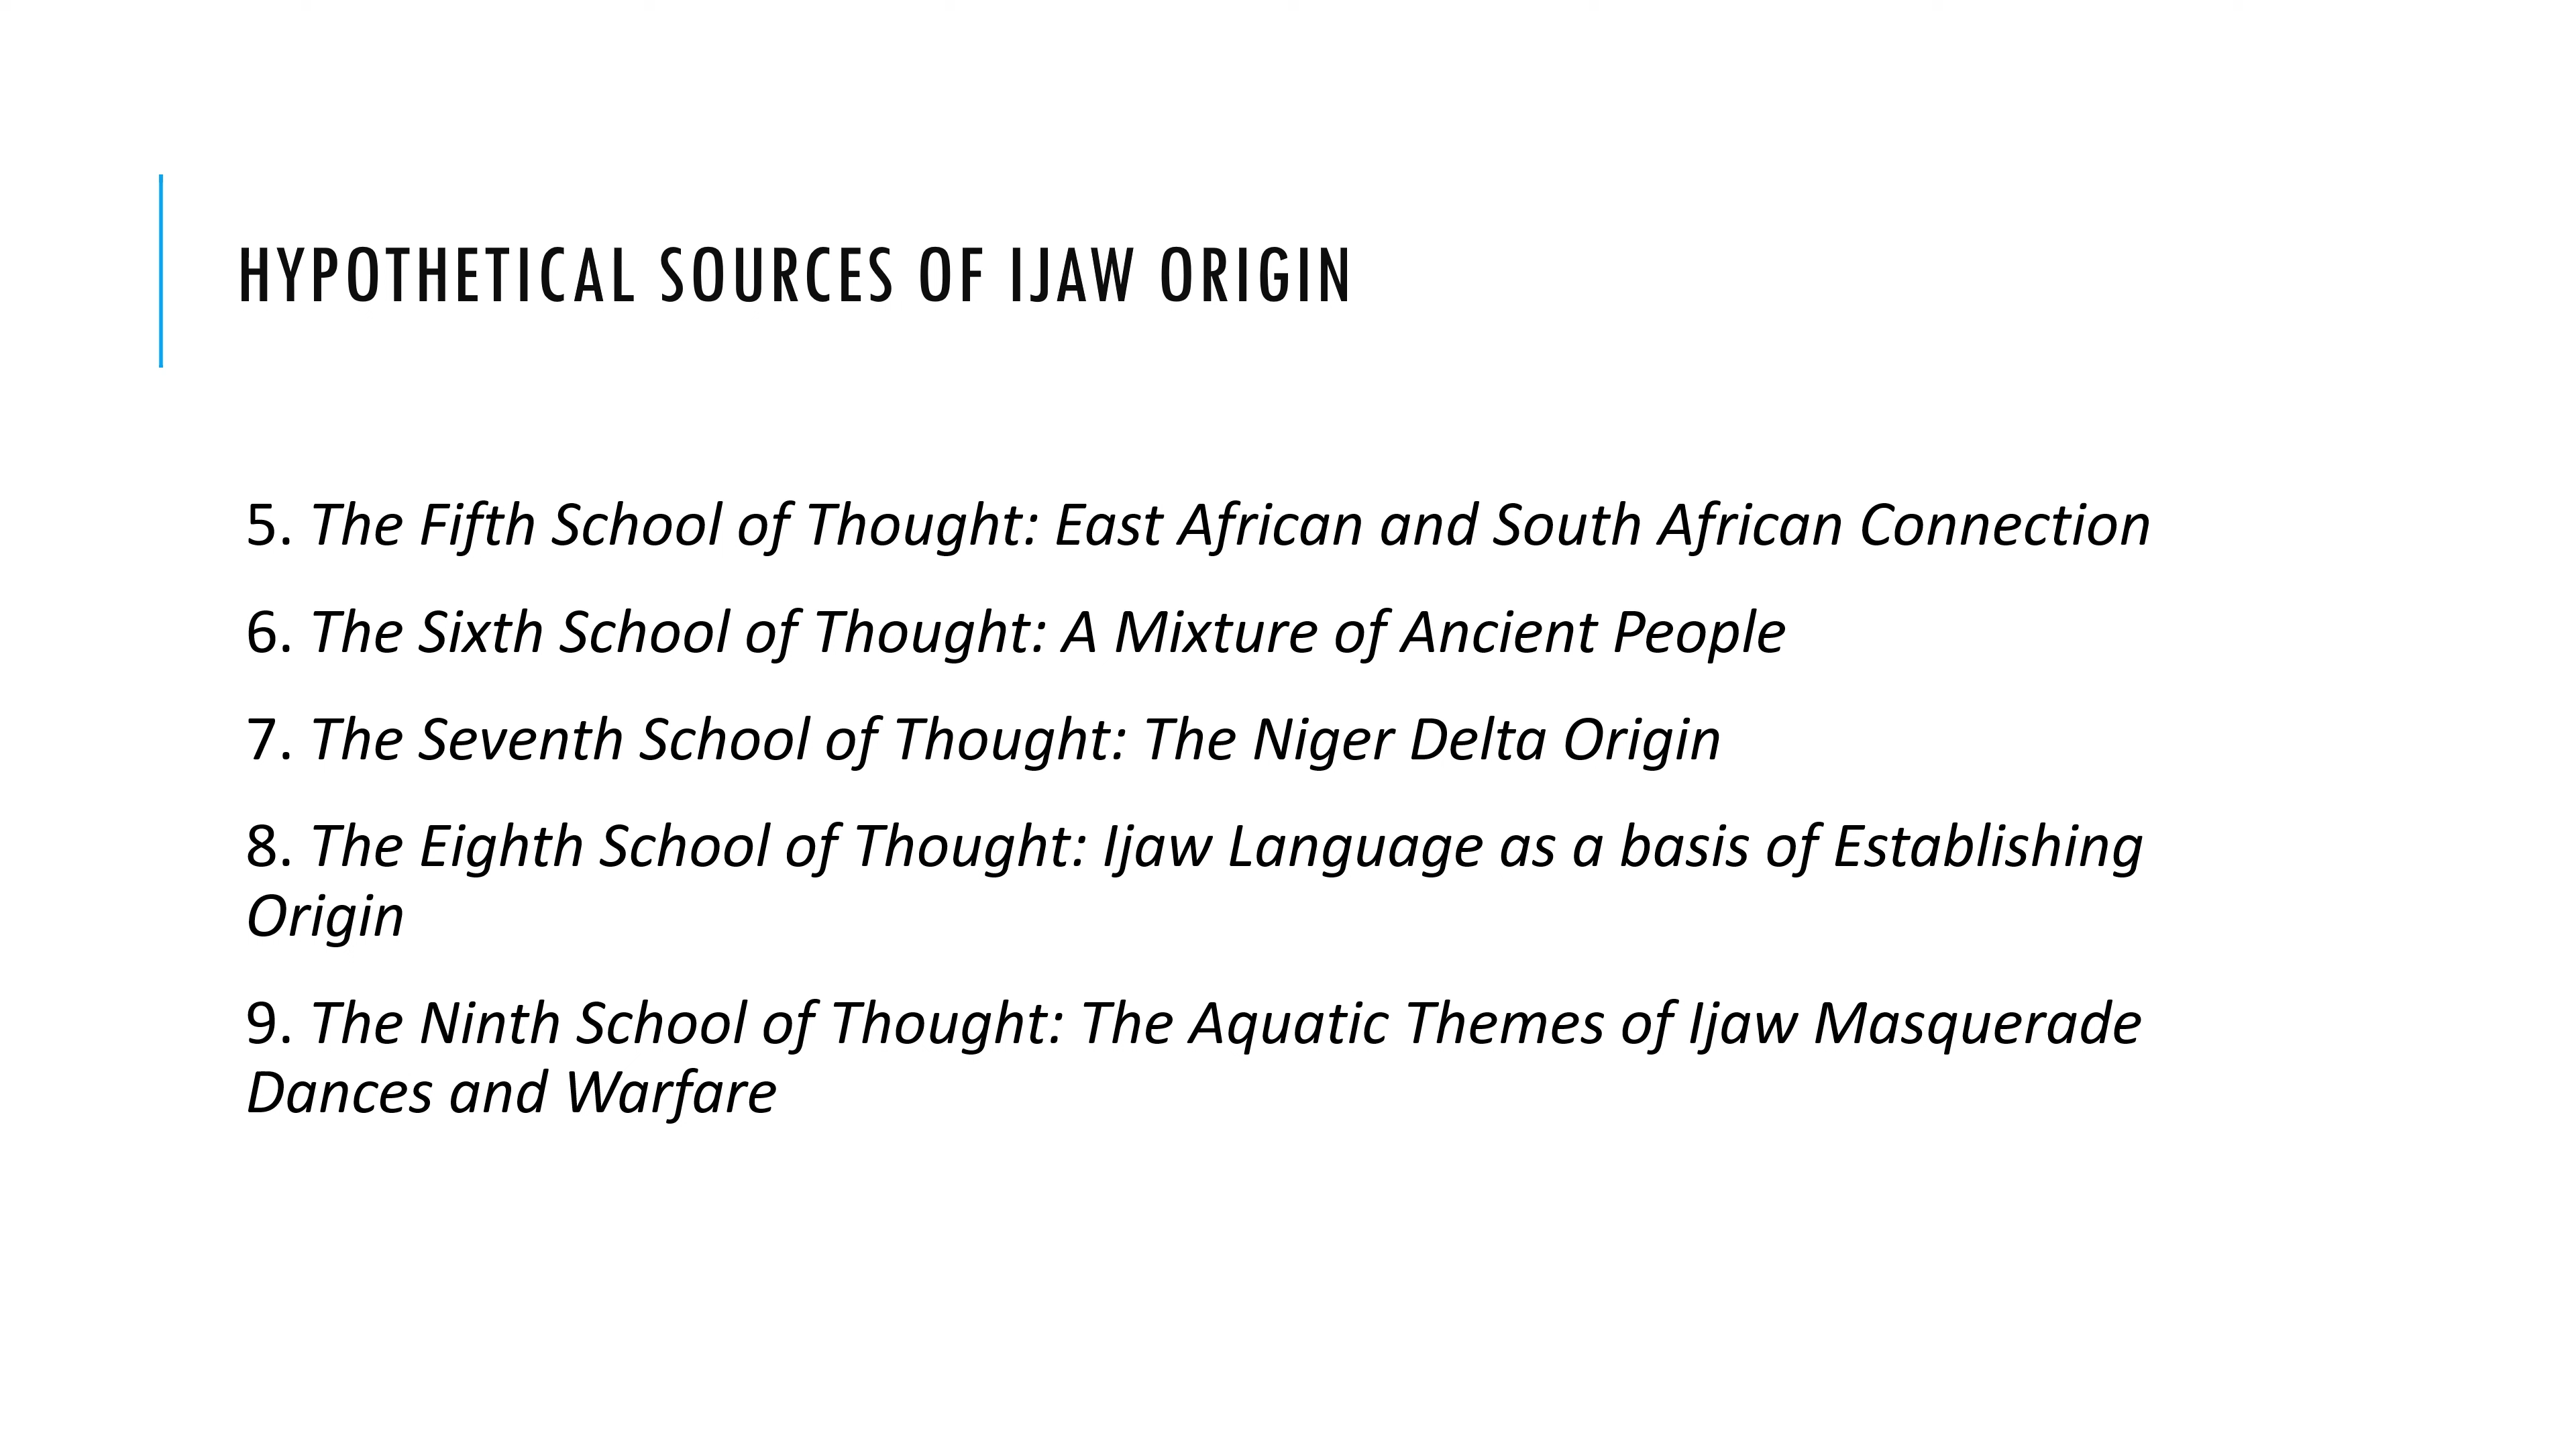 HYPOTHETICAL SOURCES OF IJAW ORIGIN
5. The Fifth School of Thought: East African and South African Connection
6. The Sixth School of Thought: A Mixture of Ancient People
7. The Seventh School of Thought: The Niger Delta Origin
8. The Eighth School of Thought: Ijaw Language as a basis of Establishing
Origin
9. The Ninth School of Thought: The Aquatic Themes of Ijaw Masquerade
Dances and Warfare